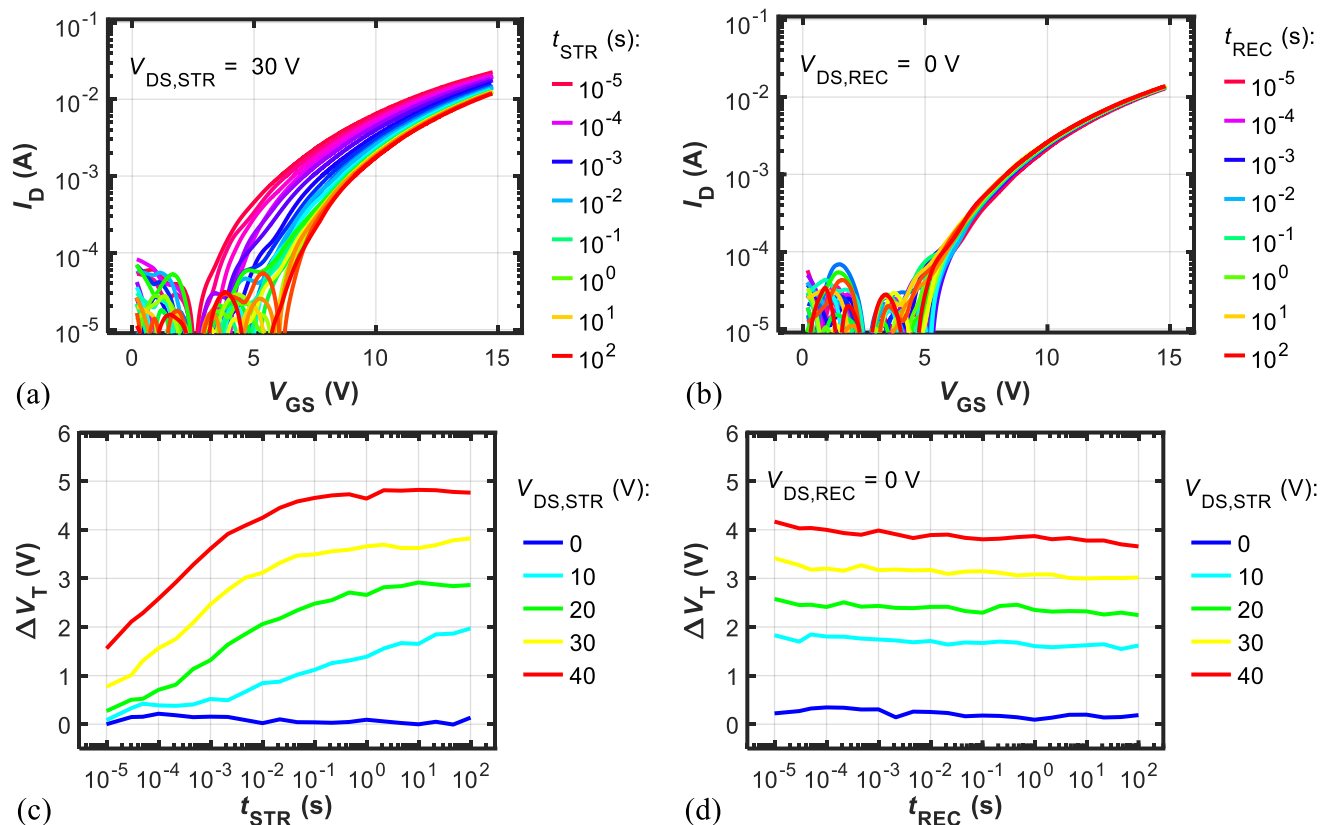 V_DS,STR = 30 V
I_D (A)
10^-1
10^-2
10^-3
10^-4
10^-5
0 5 10 15
V_GS (V)
(a)
t_STR (s):
10^-5
10^-4
10^-3
10^-2
10^-1
10^0
10^1
10^2
V_DS,REC = 0 V
I_D (A)
10^-1
10^-2
10^-3
10^-4
10^-5
0 5 10 15
V_GS (V)
(b)
t_REC (s):
10^-5
10^-4
10^-3
10^-2
10^-1
10^0
10^1
10^2
Δ V_T (V)
6
5
4
3
2
1
0
10^-5 10^-4 10^-3 10^-2 10^-1 10^0 10^1 10^2
t_STR (s)
(c)
V_DS,STR (V):
0
10
20
30
40
V_DS,REC = 0 V
Δ V_T (V)
6
5
4
3
2
1
0
10^-5 10^-4 10^-3 10^-2 10^-1 10^0 10^1 10^2
t_REC (s)
(d)
V_DS,STR (V):
0
10
20
30
40